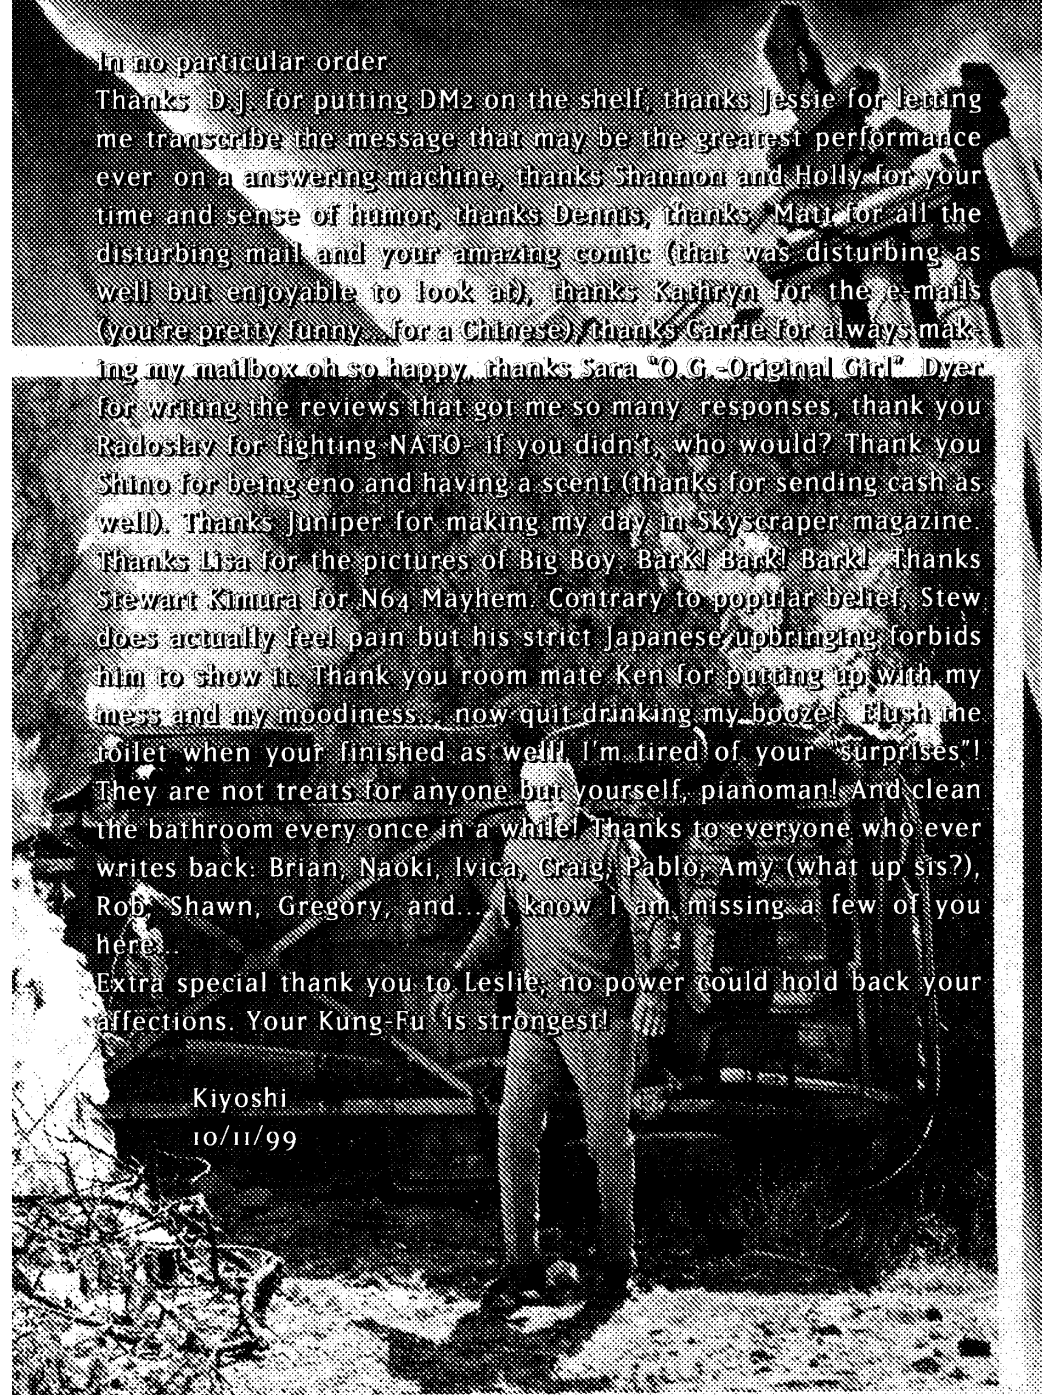 In no particular order
Thanks D.J. for putting DM2 on the shelf, thanks Jessie for letting
me transcribe the message that may be the greatest performance
ever on a answering machine, thanks Shannon and Holly for your
time and sense of humor, thanks Dennis, thanks Matt for all the
disturbing mail and your amazing comic (that was disturbing as
well but enjoyable to look at), thanks Kathryn for the e-mails
(you're pretty funny... for a Chinese) thanks Carrie for always mak-
ing my mailbox oh so happy, thanks Sara "O.G.-Original Girl" Dyer
for writing the reviews that got me so many responses, thank you
Radoslav for fighting NATO- if you didn't, who would? Thank you
Shino for being eno and having a scent (thanks for sending cash as
well). Thanks Juniper for making my day in Skyscraper magazine.
Thanks Lisa for the pictures of Big Boy. BarK! Bark! Bark! Thanks
Stewart Kimura for N64 Mayhem. Contrary to popular belief, Stew
does actually feel pain but his strict Japanese upbringing forbids
him to show it. Thank you room mate Ken for putting up with my
mess and my moodiness... now quit drinking my booze! Flush the
toilet when your finished as well! I'm tired of your "surprises"!
They are not treats for anyone but yourself, pianoman! And clean
the bathroom every once in a while! Thanks to everyone who ever
writes back: Brian, Naoki, Ivica, Craig, Pablo, Amy (what up sis?),
Rob, Shawn, Gregory, and... I know I am missing a few of you
here...
Extra special thank you to Leslie; no power could hold back your
affections. Your Kung-Fu is strongest!
Kiyoshi
10/11/99